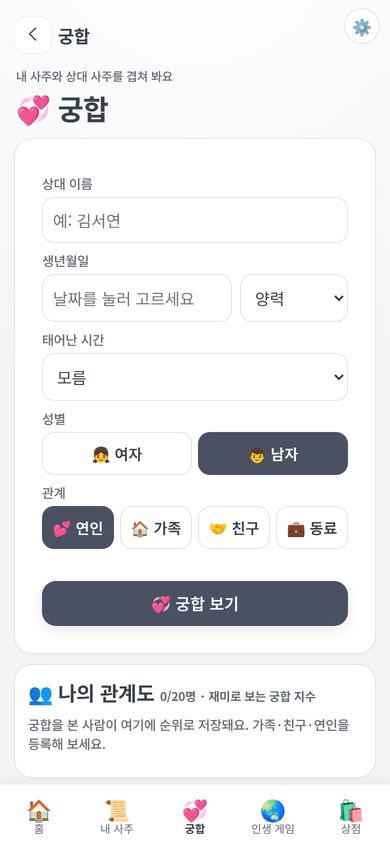 궁합
내 사주와 상대 사주를 겹쳐 봐요
💞 궁합
상대 이름
예: 김서연
생년월일
날짜를 눌러 고르세요
양력
태어난 시간
모름
성별
👧 여자
👦 남자
관계
💕 연인
🏠 가족
🤝 친구
💼 동료
💞 궁합 보기
👥 나의 관계도 0/20명 · 재미로 보는 궁합 지수
궁합을 본 사람이 여기에 순위로 저장돼요. 가족·친구·연인을
등록해 보세요.
홈
내 사주
궁합
인생 게임
상점